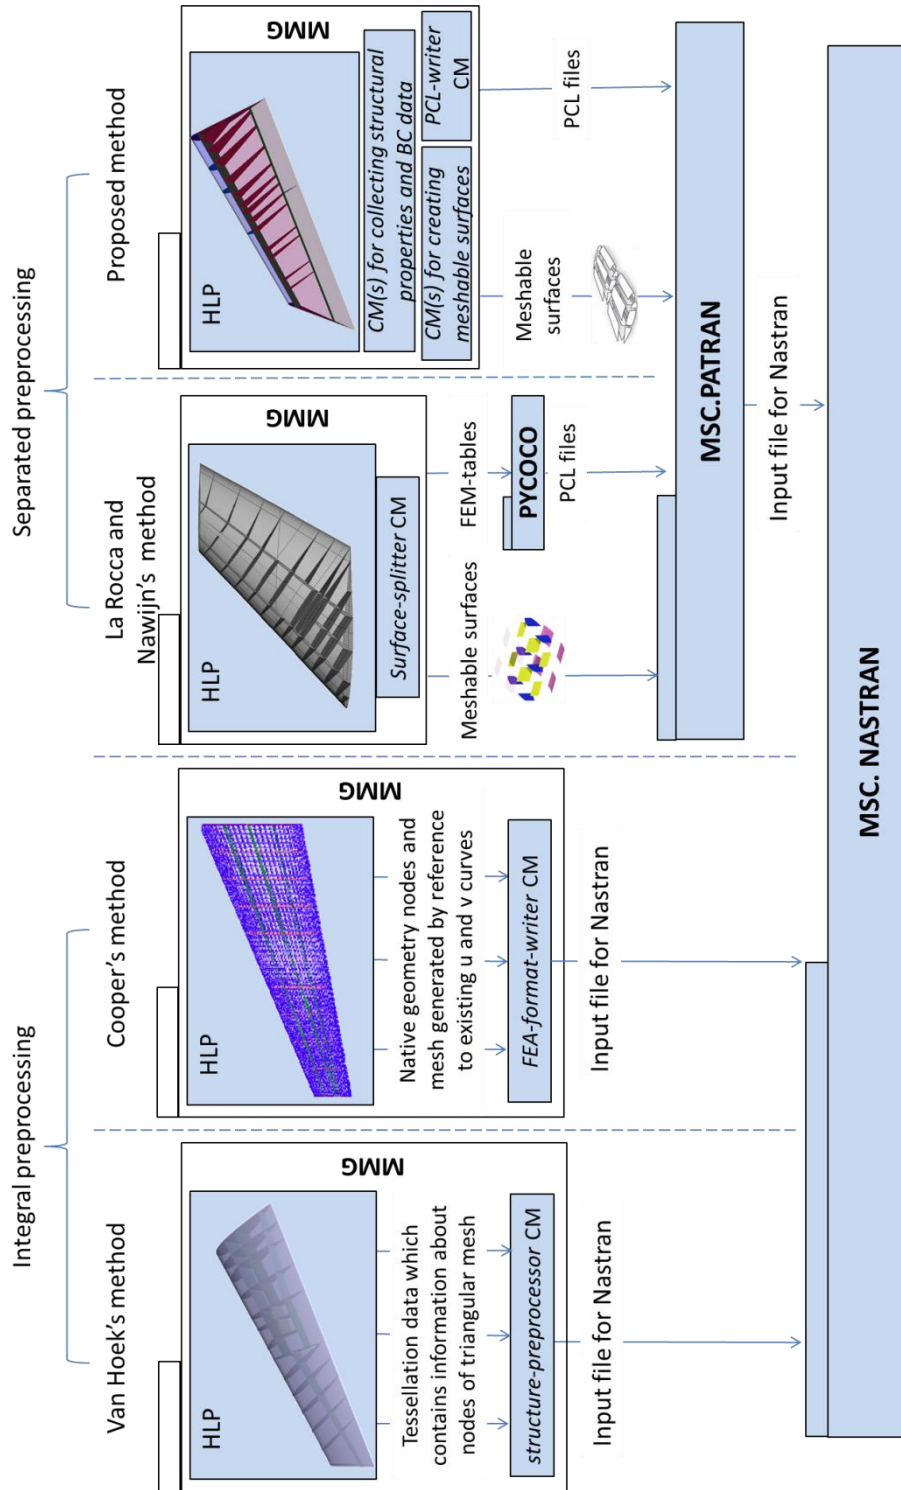 Integral preprocessing
Separated preprocessing
Van Hoek's method
HLP
MMG
Tessellation data which
contains information about
nodes of triangular mesh
structure-preprocessor CM
Input file for Nastran
Cooper's method
HLP
MMG
Native geometry nodes and
mesh generated by reference
to existing u and v curves
FEA-format-writer CM
Input file for Nastran
La Rocca and
Nawijn's method
HLP
MMG
Surface-splitter CM
Meshable surfaces
FEM-tables
PYCOCO
PCL files
Proposed method
HLP
MMG
CM(s) for collecting structural
properties and BC data
CM(s) for creating
meshable surfaces
PCL-writer
CM
Meshable
surfaces
PCL files
MSC.PATRAN
Input file for Nastran
MSC. NASTRAN